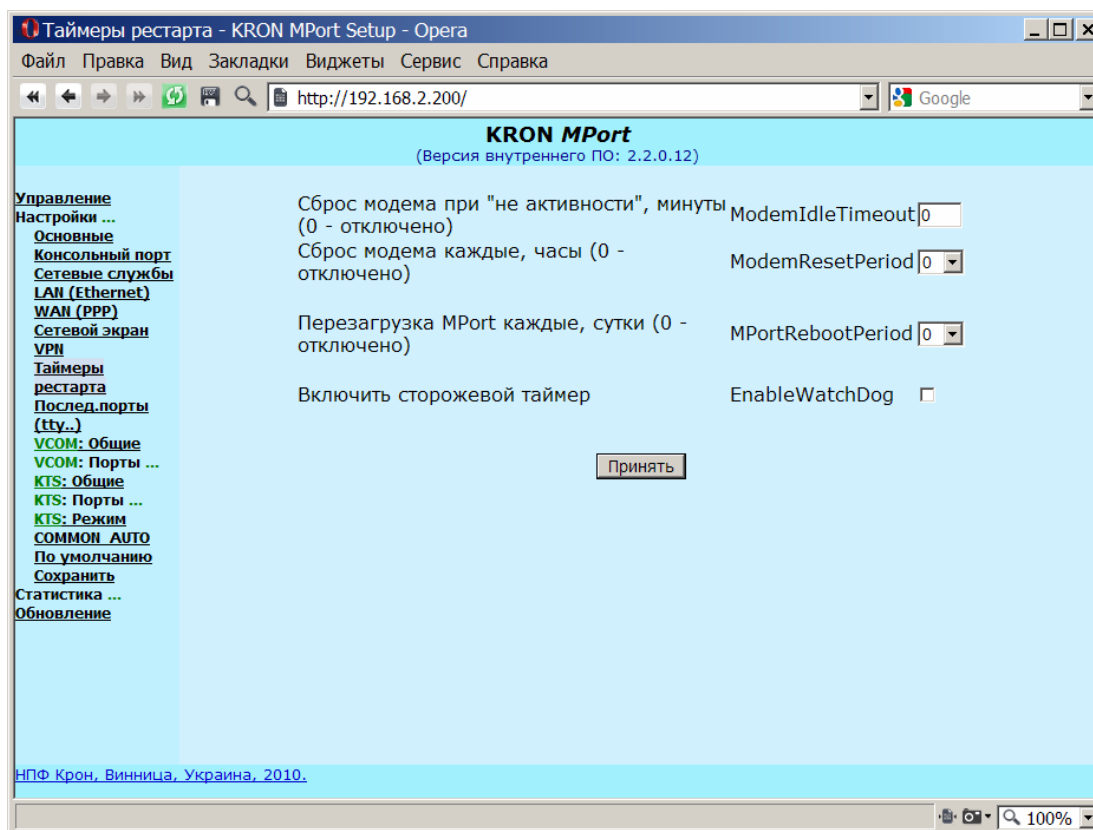 Таймеры рестарта - KRON MPort Setup - Opera
Файл Правка Вид Закладки Виджеты Сервис Справка
http://192.168.2.200/ Google
KRON MPort
(Версия внутреннего ПО: 2.2.0.12)
Управление
Настройки ...
Основные
Консольный порт
Сетевые службы
LAN (Ethernet)
WAN (PPP)
Сетевой экран
VPN
Таймеры
рестарта
Послед.порты
(tty..)
VCOM: Общие
VCOM: Порты ...
KTS: Общие
KTS: Порты ...
KTS: Режим
COMMON_AUTO
По умолчанию
Сохранить
Статистика ...
Обновление
Сброс модема при "не активности", минуты
(0 - отключено)
ModemIdleTimeout 0
Сброс модема каждые, часы (0 -
отключено)
ModemResetPeriod 0
Перезагрузка MPort каждые, сутки (0 -
отключено)
MPortRebootPeriod 0
Включить сторожевой таймер
EnableWatchDog
Принять
НПФ Крон, Винница, Украина, 2010.
100%